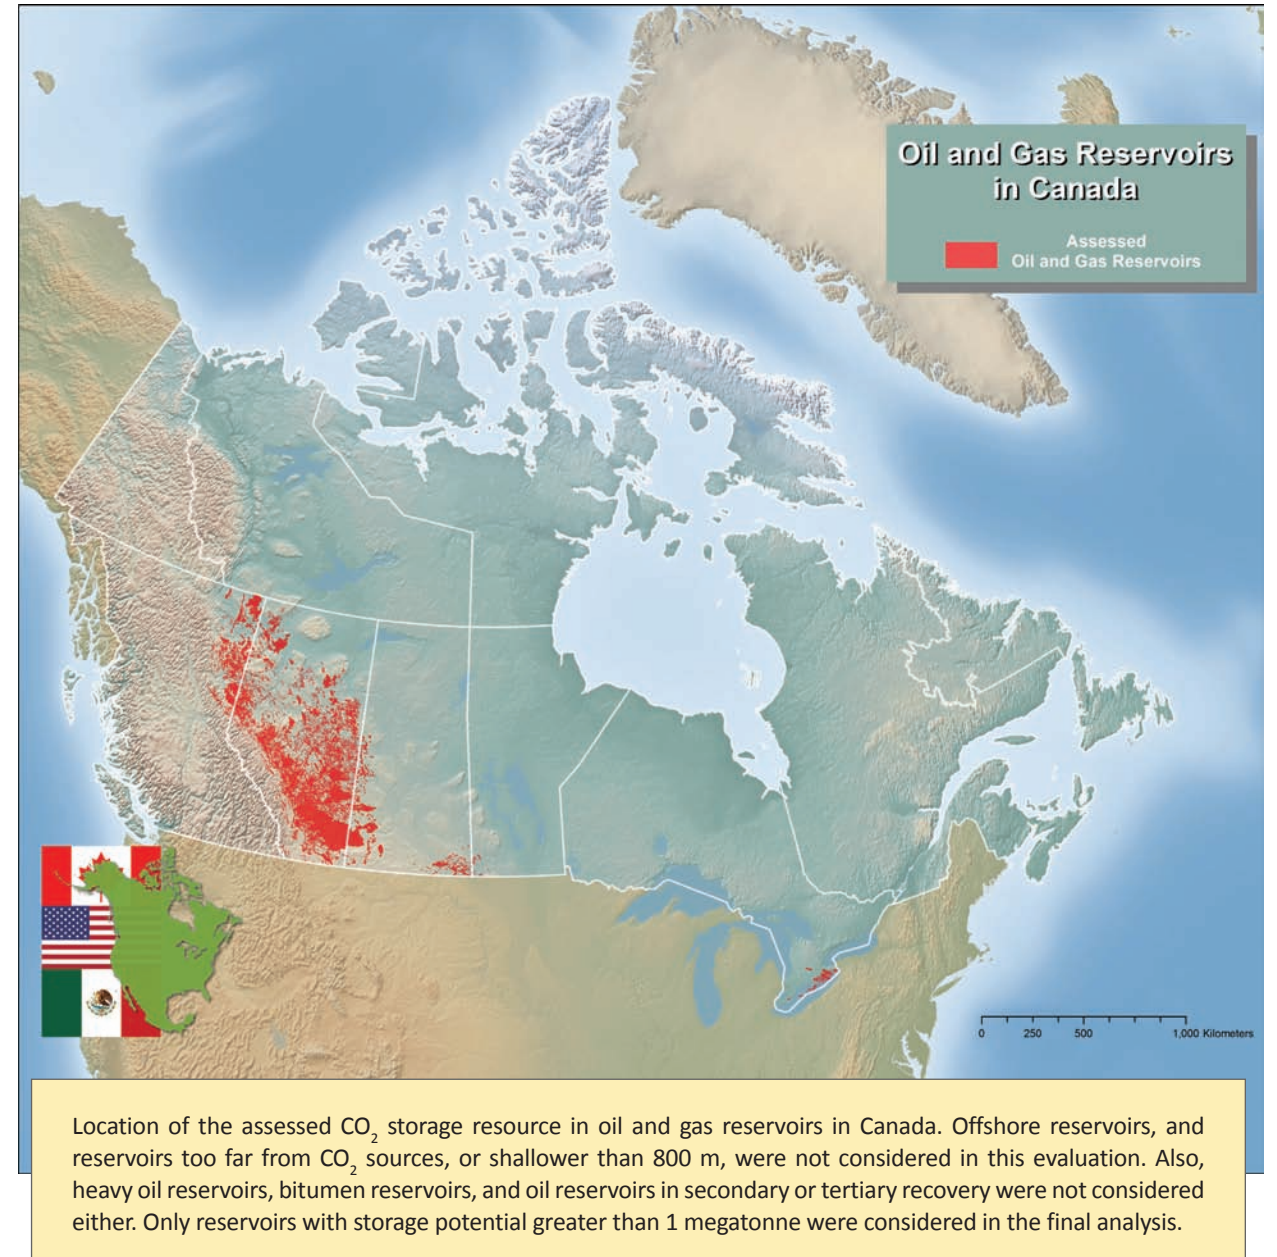 Oil and Gas Reservoirs
in Canada
Assessed
Oil and Gas Reservoirs
0 250 500 1,000 Kilometers
Location of the assessed CO₂ storage resource in oil and gas reservoirs in Canada. Offshore reservoirs, and
reservoirs too far from CO₂ sources, or shallower than 800 m, were not considered in this evaluation. Also,
heavy oil reservoirs, bitumen reservoirs, and oil reservoirs in secondary or tertiary recovery were not considered
either. Only reservoirs with storage potential greater than 1 megatonne were considered in the final analysis.